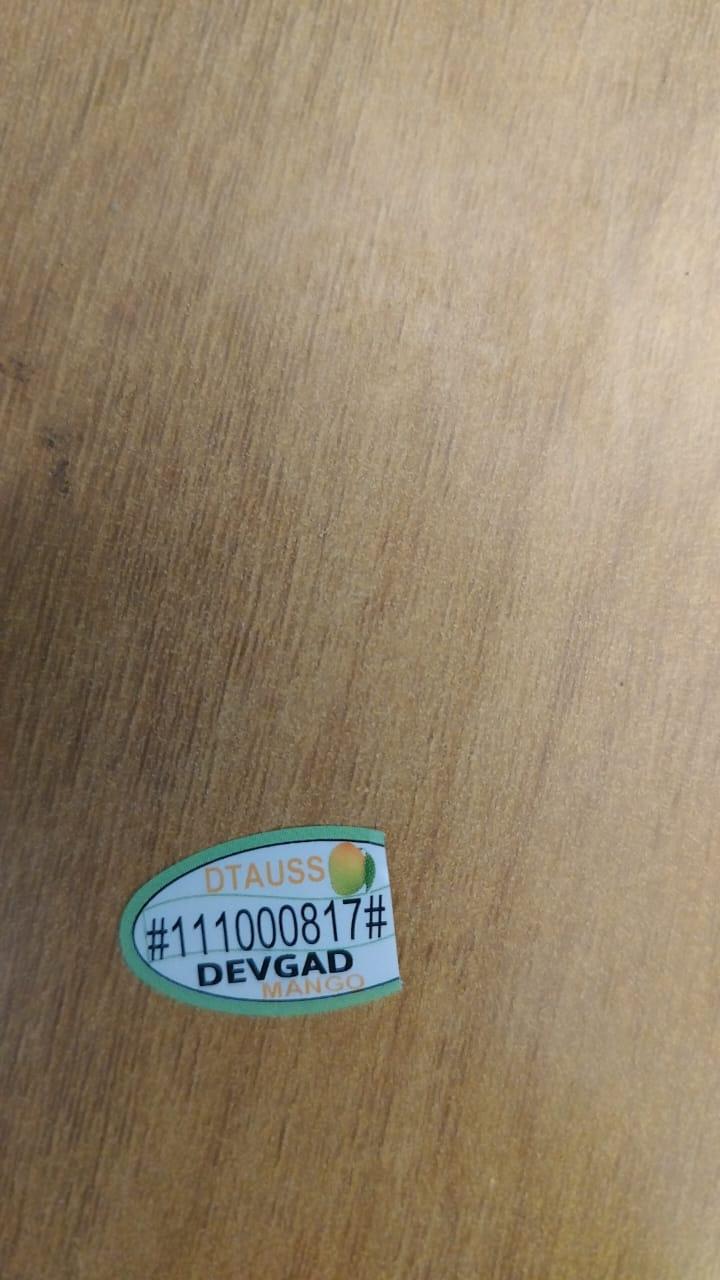 DTAUSS
#111000817#
DEVGAD
MANGO